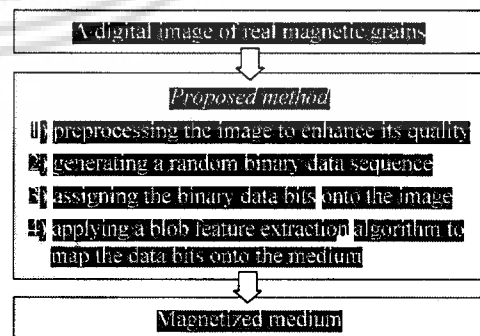 A digital image of real magnetic grains
Proposed method
1) preprocessing the image to enhance its quality
2) generating a random binary data sequence
3) assigning the binary data bits onto the image
4) applying a blob feature extraction algorithm to
map the data bits onto the medium
Magnetized medium